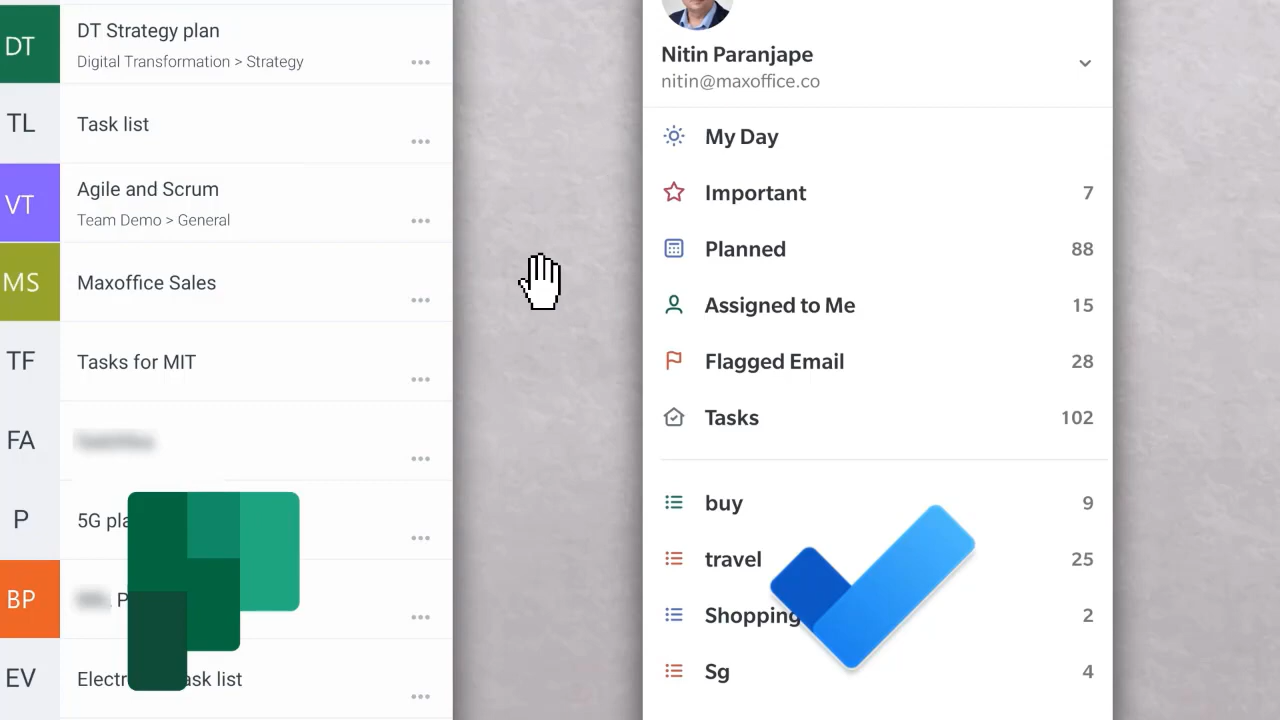 DT
DT Strategy plan
Digital Transformation > Strategy
TL
Task list
VT
Agile and Scrum
Team Demo > General
MS
Maxoffice Sales
TF
Tasks for MIT
FA
P
5G
BP
EV
list
Nitin Paranjape
nitin@maxoffice.co
My Day
Important 7
Planned 88
Assigned to Me 15
Flagged Email 28
Tasks 102
buy 9
travel 25
Shopping 2
Sg 4